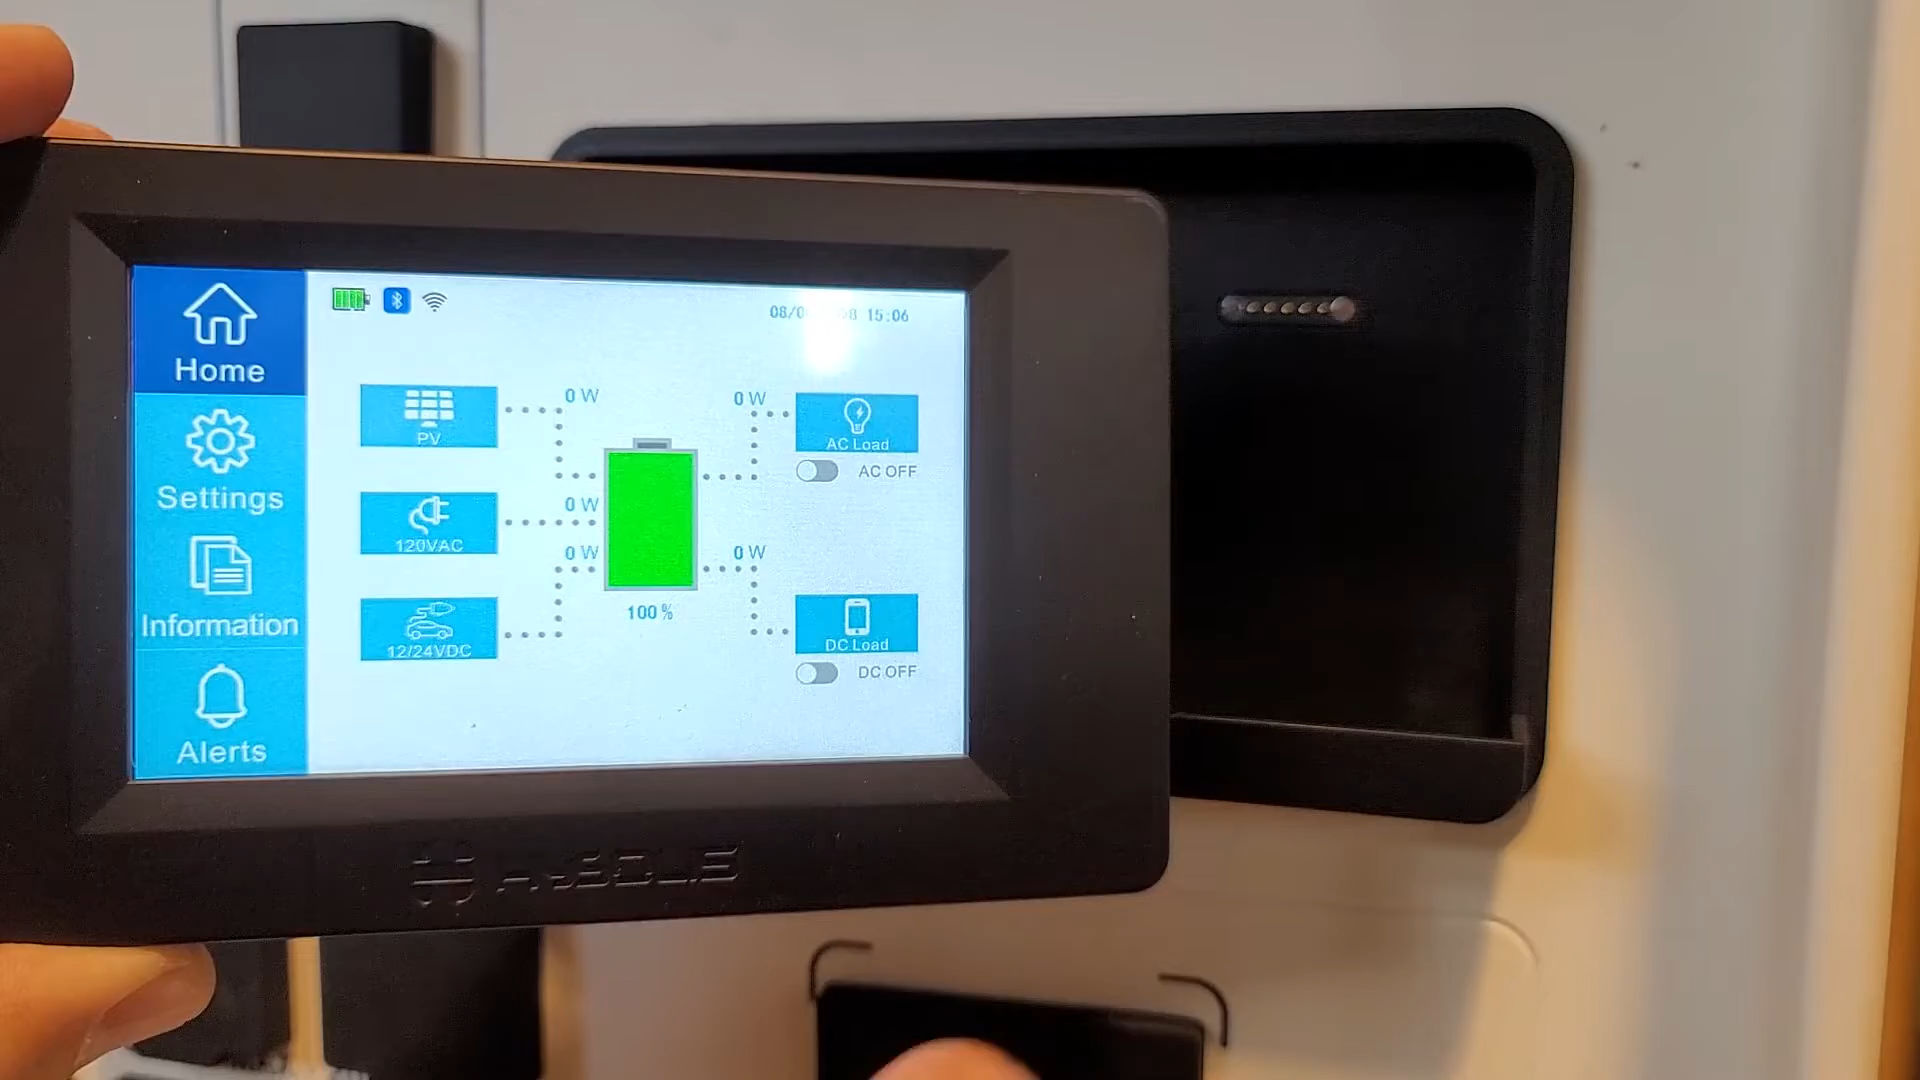 Home
Settings
Information
Alerts
15:06
0 W
PV
0 W
120VAC
0 W
12/24VDC
100 %
0 W
AC Load
AC OFF
0 W
DC Load
DC OFF